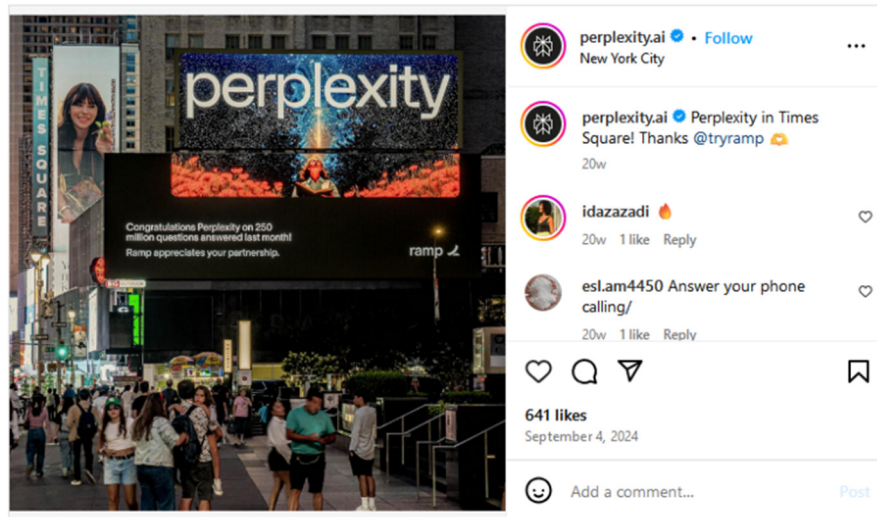 perplexity.ai • Follow
New York City
•••
TIMES SQUARE
perplexity
Congratulations Perplexity on 250
million questions answered last month!
Ramp appreciates your partnership.
ramp
perplexity.ai Perplexity in Times
Square! Thanks @tryramp 🫶
20w
idazazadi 🔥
20w 1 like Reply
esl.am4450 Answer your phone
calling/
20w 1 like Reply
641 likes
September 4, 2024
Add a comment...
Post